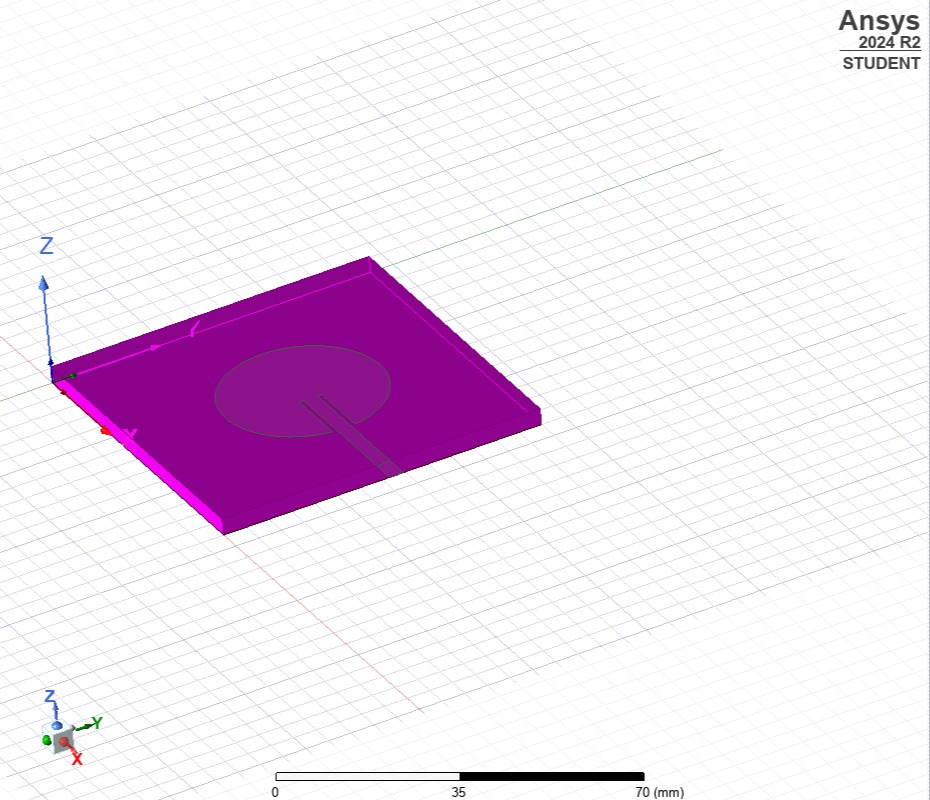 Ansys
2024 R2
STUDENT
Z
Y
X
Z
Y
X
0 35 70 (mm)